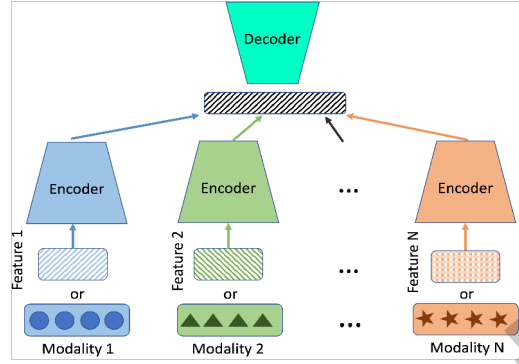 Decoder
Encoder
Encoder
...
Encoder
Feature 1
Feature 2
...
Feature N
or
or
or
...
Modality 1
Modality 2
Modality N